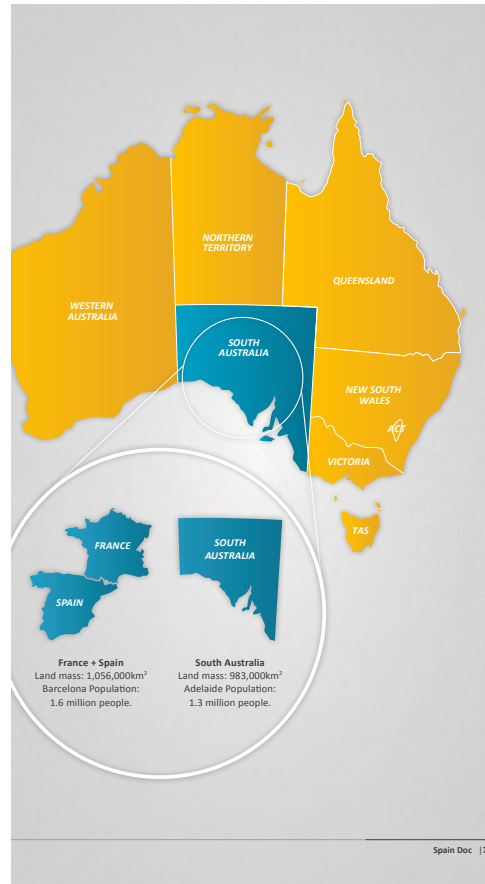 NORTHERN
TERRITORY
QUEENSLAND
WESTERN
AUSTRALIA
SOUTH
AUSTRALIA
NEW SOUTH
WALES
ACT
VICTORIA
TAS
FRANCE
SPAIN
SOUTH
AUSTRALIA
France + Spain
Land mass: 1,056,000km²
Barcelona Population:
1.6 million people.
South Australia
Land mass: 983,000km²
Adelaide Population:
1.3 million people.
Spain Doc |7